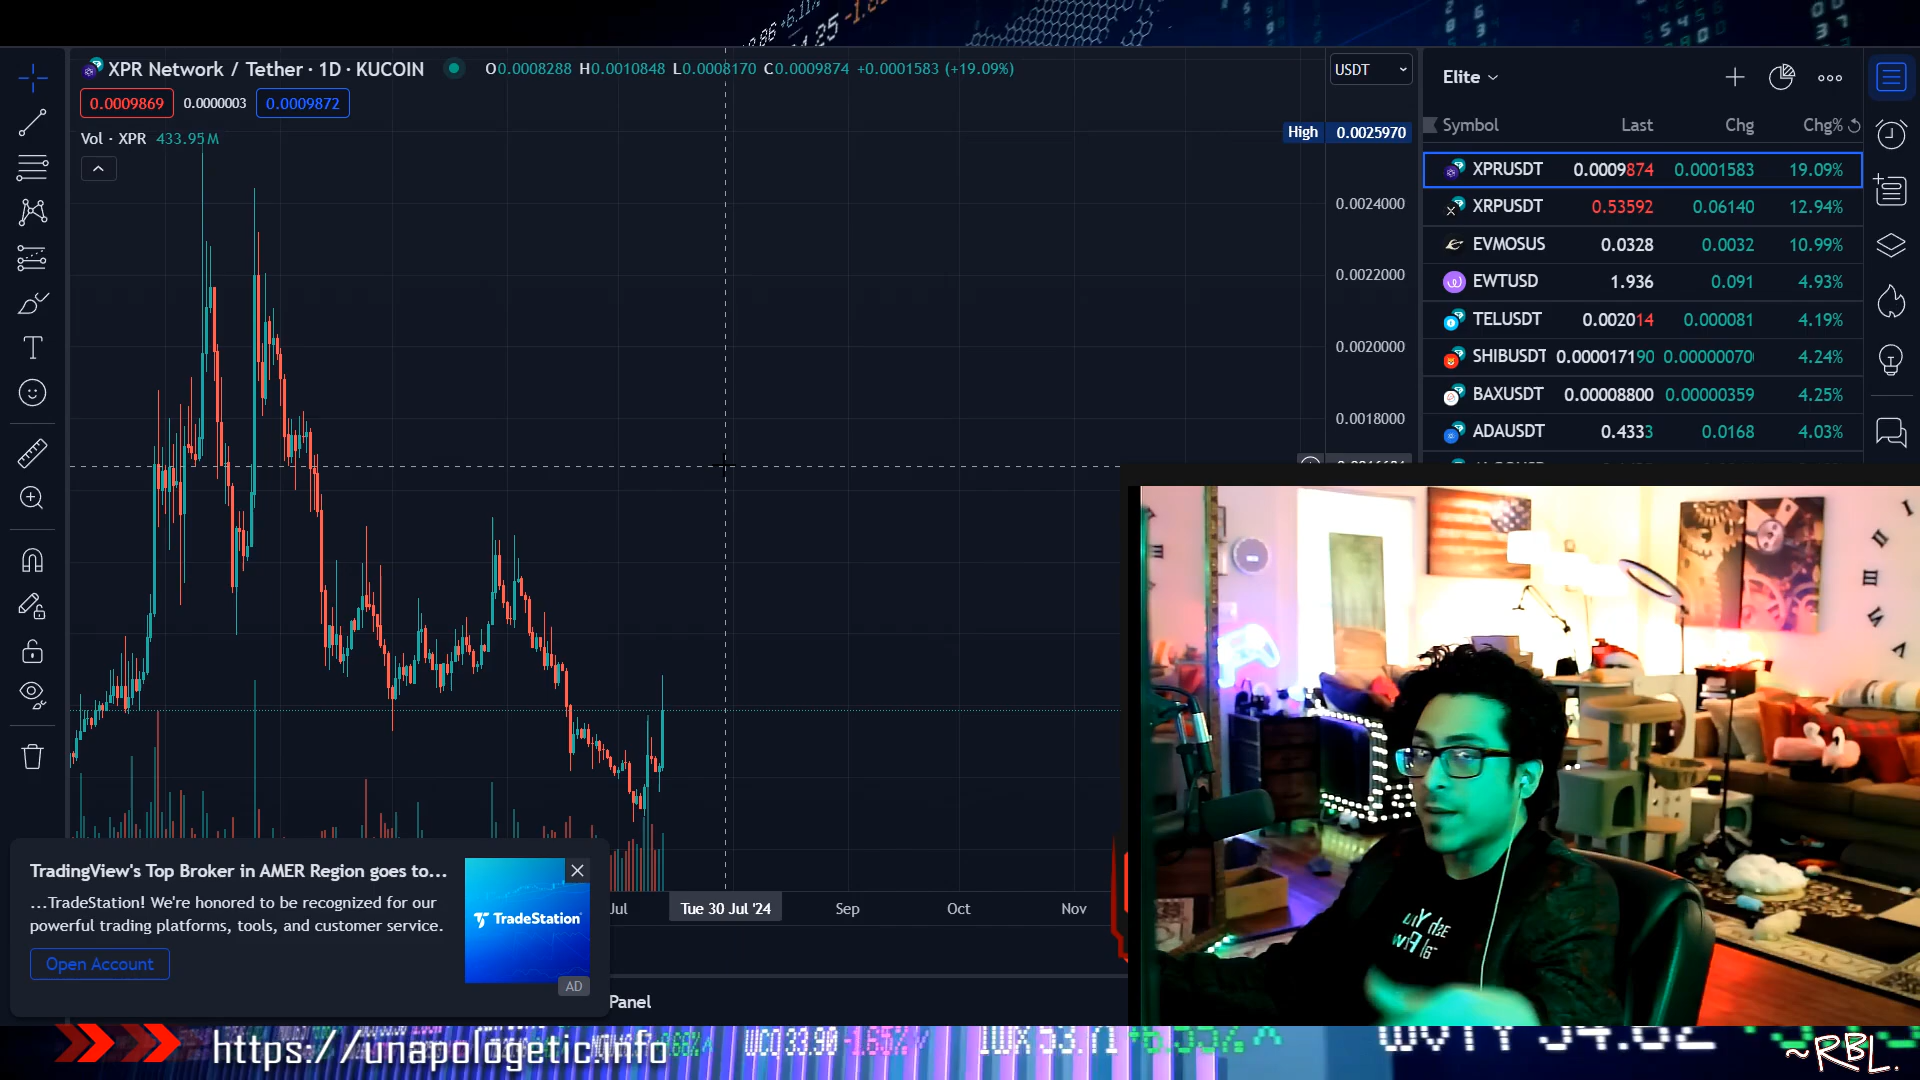 XPR Network / Tether · 1D · KUCOIN
O0.0008288 H0.0010848 L0.0008170 C0.0009874 +0.0001583 (+19.09%)
0.0009869 0.0000003 0.0009872
Vol · XPR 433.95M
USDT
High 0.0025970
0.0024000
0.0022000
0.0020000
0.0018000
Elite
Symbol Last Chg Chg%
XPRUSDT 0.0009874 0.0001583 19.09%
XRPUSDT 0.53592 0.06140 12.94%
EVMOSUS 0.0328 0.0032 10.99%
EWTUSD 1.936 0.091 4.93%
TELUSDT 0.002014 0.000081 4.19%
SHIBUSDT 0.000017190 0.00000070 4.24%
BAXUSDT 0.00008800 0.00000359 4.25%
ADAUSDT 0.4333 0.0168 4.03%
Jul Tue 30 Jul '24 Sep Oct Nov
TradingView's Top Broker in AMER Region goes to...
...TradeStation! We're honored to be recognized for our
powerful trading platforms, tools, and customer service.
Open Account
TradeStation
AD
Panel
https://unapologetic.info
WCQ 33.90 -1.65%
~RBL.